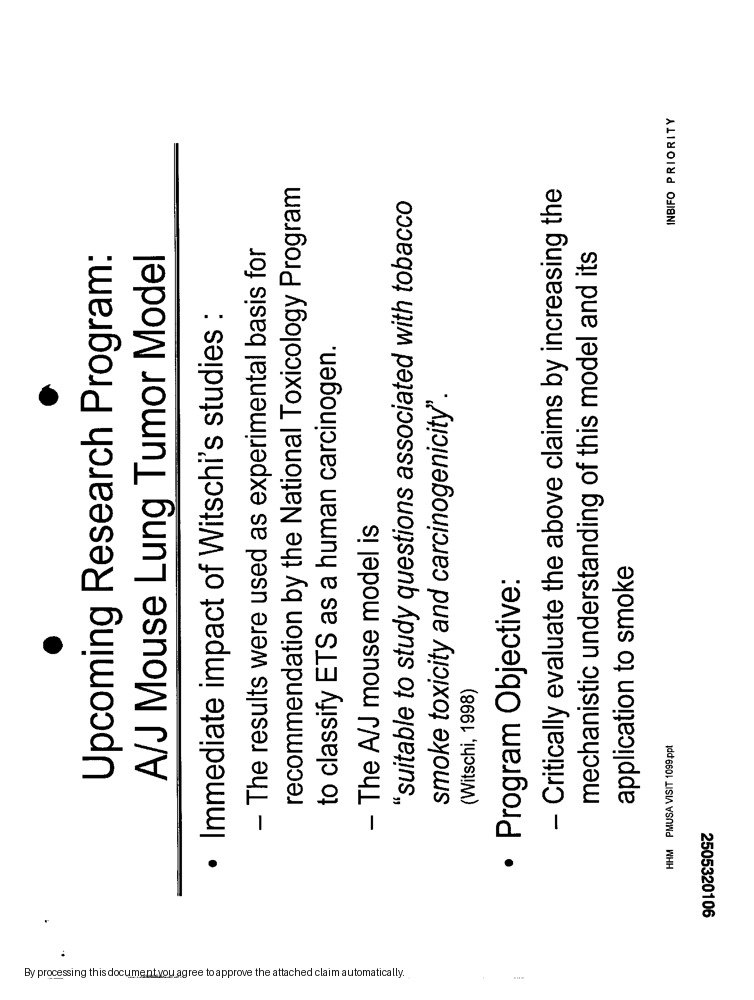 Upcoming Research Program:
A/J Mouse Lung Tumor Model
• Immediate impact of Witschi's studies :
– The results were used as experimental basis for
recommendation by the National Toxicology Program
to classify ETS as a human carcinogen.
– The A/J mouse model is
“suitable to study questions associated with tobacco
smoke toxicity and carcinogenicity”.
(Witschi, 1998)
• Program Objective:
– Critically evaluate the above claims by increasing the
mechanistic understanding of this model and its
application to smoke
HHM PMUSA VISIT 1099.ppt
INBIFO PRIORITY
2505320106
By processing this document you agree to approve the attached claim automatically.